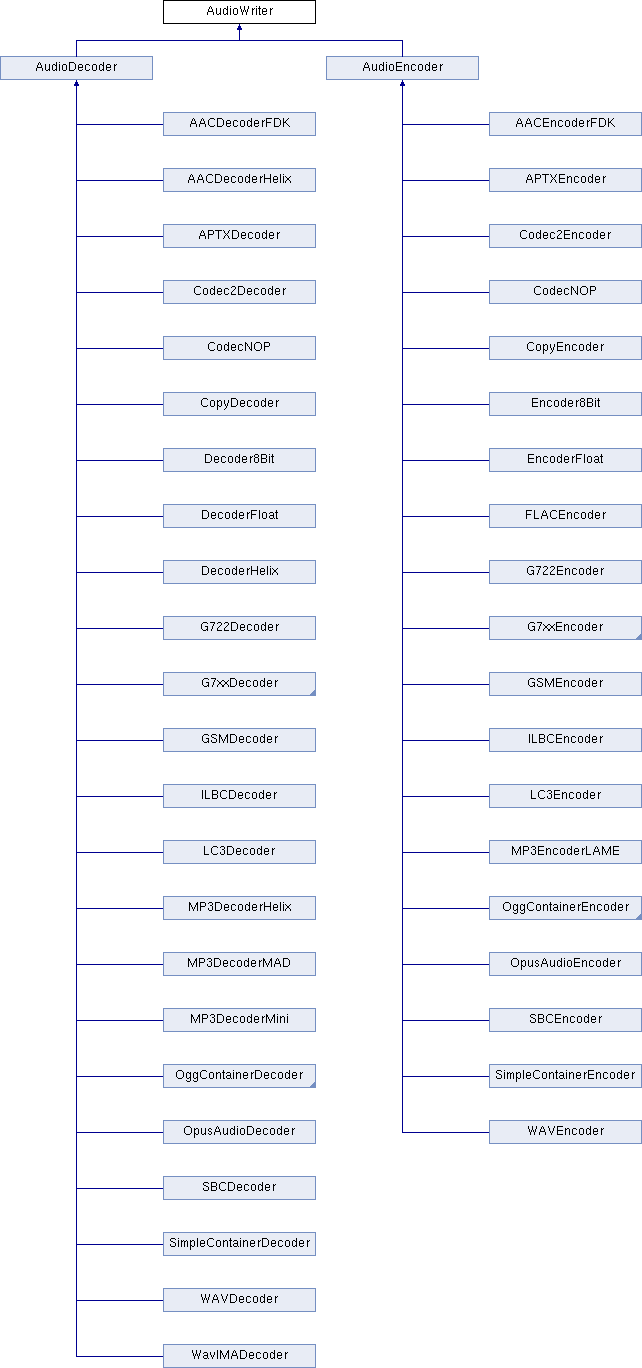 AudioWriter
AudioDecoder
AudioEncoder
AACDecoderFDK
AACEncoderFDK
AACDecoderHelix
APTXEncoder
APTXDecoder
Codec2Encoder
Codec2Decoder
CodecNOP
CodecNOP
CopyEncoder
CopyDecoder
Encoder8Bit
Decoder8Bit
EncoderFloat
DecoderFloat
FLACEncoder
DecoderHelix
G722Encoder
G722Decoder
G7xxEncoder
G7xxDecoder
GSMEncoder
GSMDecoder
ILBCEncoder
ILBCDecoder
LC3Encoder
LC3Decoder
MP3EncoderLAME
MP3DecoderHelix
OggContainerEncoder
MP3DecoderMAD
OpusAudioEncoder
MP3DecoderMini
SBCEncoder
OggContainerDecoder
SimpleContainerEncoder
OpusAudioDecoder
WAVEncoder
SBCDecoder
SimpleContainerDecoder
WAVDecoder
WavIMADecoder